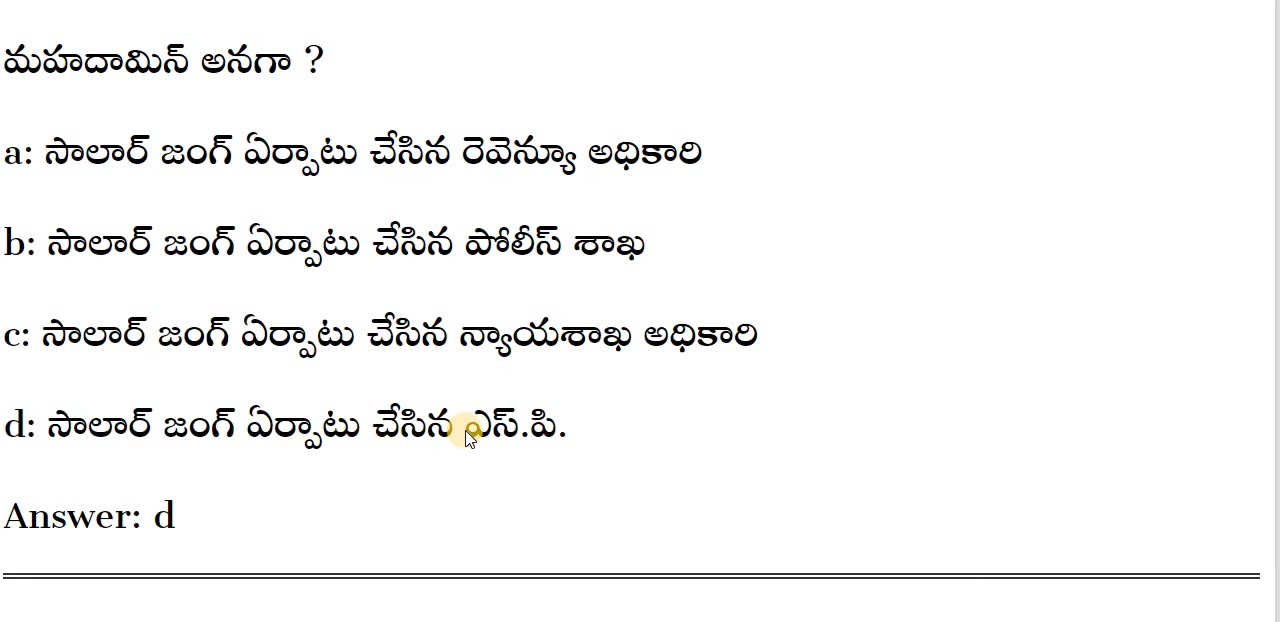 మహదామిన్ అనగా ?
a: సాలార్ జంగ్ ఏర్పాటు చేసిన రెవెన్యూ అధికారి
b: సాలార్ జంగ్ ఏర్పాటు చేసిన పోలీస్ శాఖ
c: సాలార్ జంగ్ ఏర్పాటు చేసిన న్యాయశాఖ అధికారి
d: సాలార్ జంగ్ ఏర్పాటు చేసిన ఎస్.పి.
Answer: d